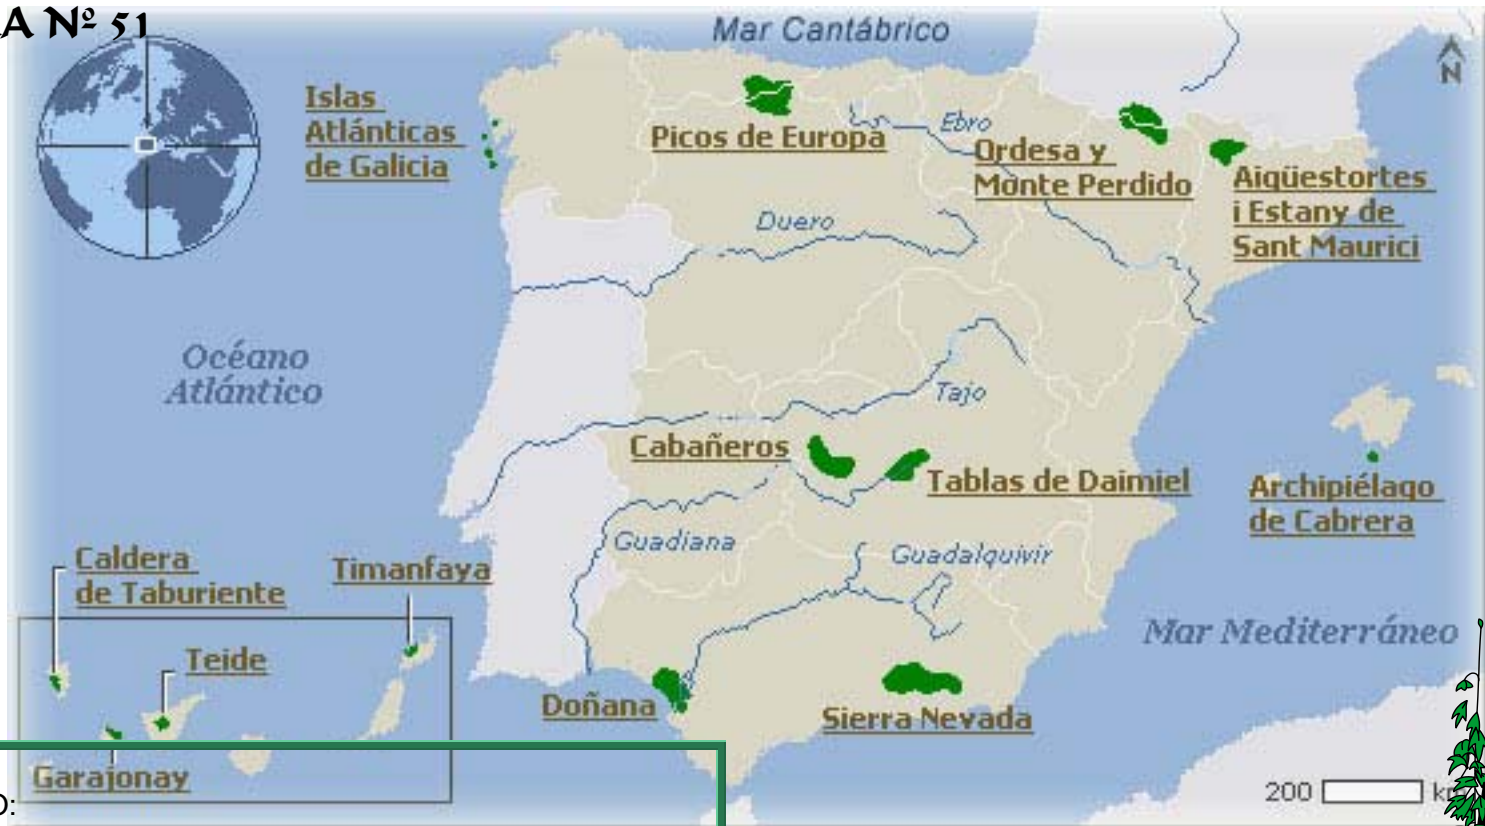 A Nº 51
Mar Cantábrico
N
Islas
Atlánticas
de Galicia
Picos de Europa
Ebro
Ordesa y
Monte Perdido
Aigüestortes
i Estany de
Sant Maurici
Duero
Océano
Atlántico
Tajo
Cabañeros
Tablas de Daimiel
Archipiélago
de Cabrera
Guadiana
Guadalquivir
Caldera
de Taburiente
Timanfaya
Mar Mediterráneo
Teide
Doñana
Sierra Nevada
Garajonay
200 km
O: